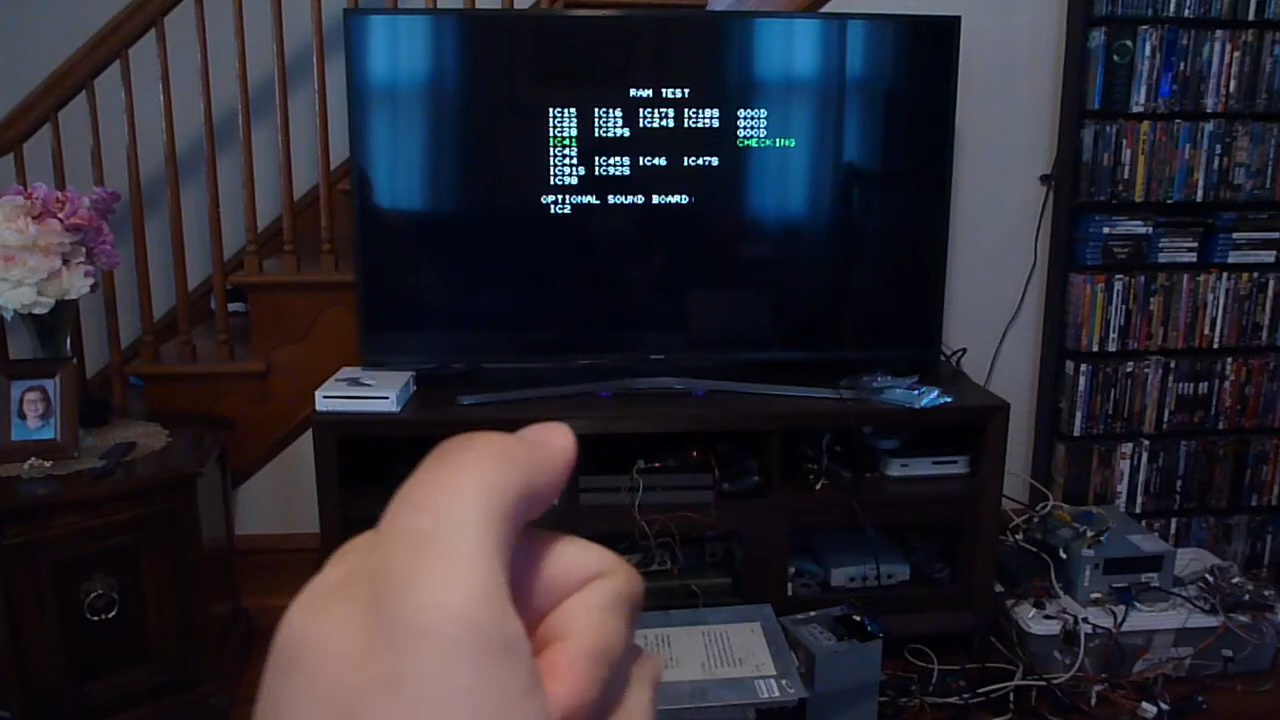 RAM TEST
IC15 IC16 IC17S IC18S GOOD
IC22 IC23 IC24S IC25S GOOD
IC28 IC29S GOOD
IC41 CHECKING
IC42
IC44 IC45S IC46 IC47S
IC91S IC92S
IC98
OPTIONAL SOUND BOARD:
IC2